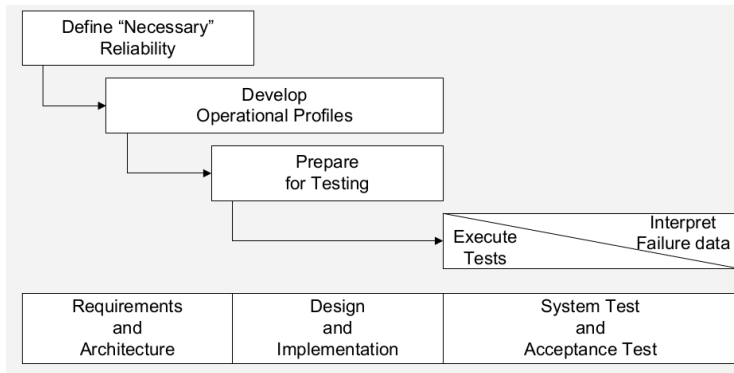 Define “Necessary”
Reliability
Develop
Operational Profiles
Prepare
for Testing
Execute
Tests
Interpret
Failure data
Requirements
and
Architecture
Design
and
Implementation
System Test
and
Acceptance Test